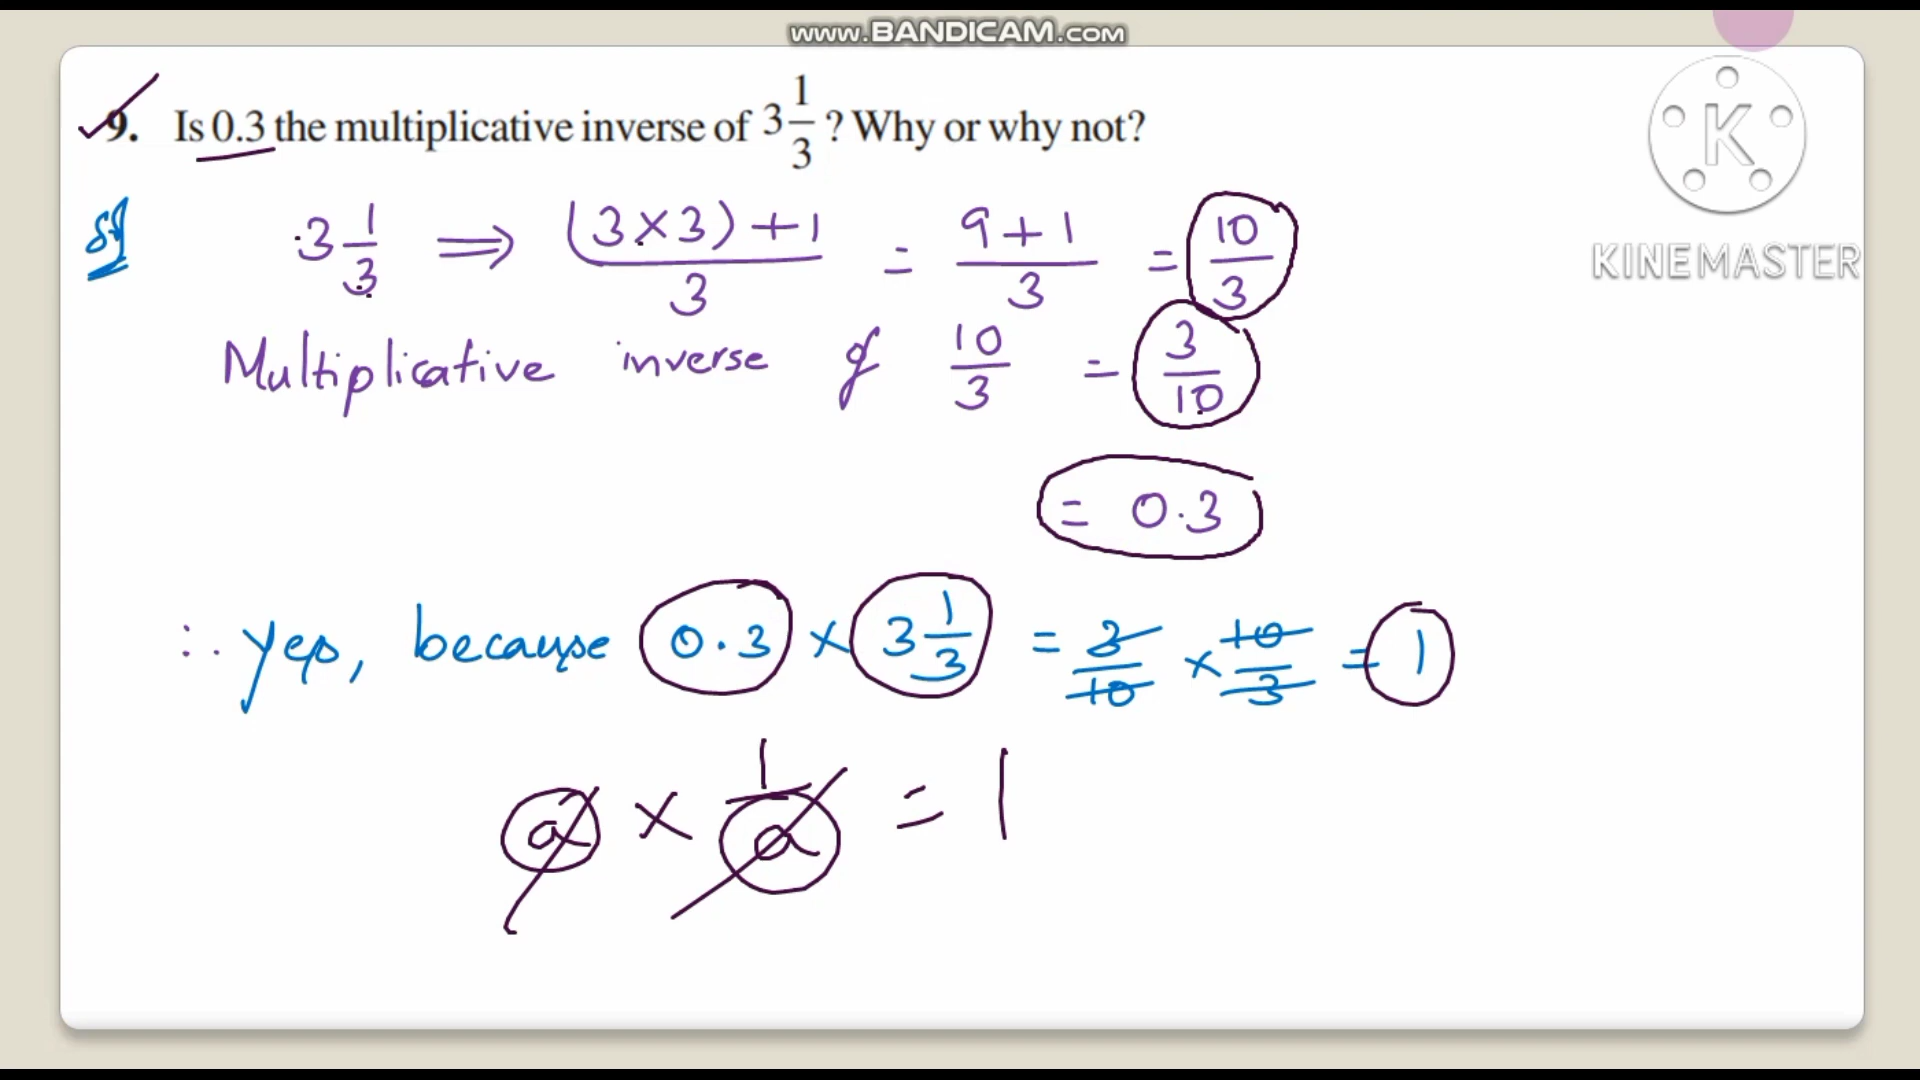 www.BANDICAM.com
9. Is 0.3 the multiplicative inverse of 3 1/3 ? Why or why not?
K
KINEMASTER
3 1/3 ⟹ (3×3)+1/3 = 9+1/3 = 10/3
Multiplicative inverse of 10/3 = 3/10
= 0.3
∴ yes, because 0.3 × 3 1/3 = 3/10 × 10/3 = 1
a × 1/a = 1